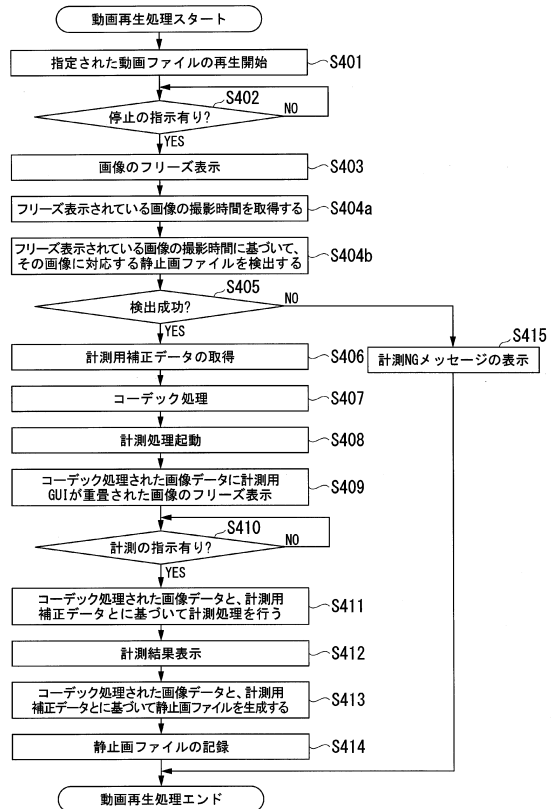 動画再生処理スタート
指定された動画ファイルの再生開始
S401
S402
停止の指示有り?
NO
YES
画像のフリーズ表示
S403
フリーズ表示されている画像の撮影時間を取得する
S404a
フリーズ表示されている画像の撮影時間に基づいて、
その画像に対応する静止画ファイルを検出する
S404b
S405
検出成功?
NO
YES
S415
計測NGメッセージの表示
計測用補正データの取得
S406
コーデック処理
S407
計測処理起動
S408
コーデック処理された画像データに計測用
GUIが重畳された画像のフリーズ表示
S409
S410
計測の指示有り?
NO
YES
コーデック処理された画像データと、計測用
補正データとに基づいて計測処理を行う
S411
計測結果表示
S412
コーデック処理された画像データと、計測用
補正データとに基づいて静止画ファイルを生成する
S413
静止画ファイルの記録
S414
動画再生処理エンド